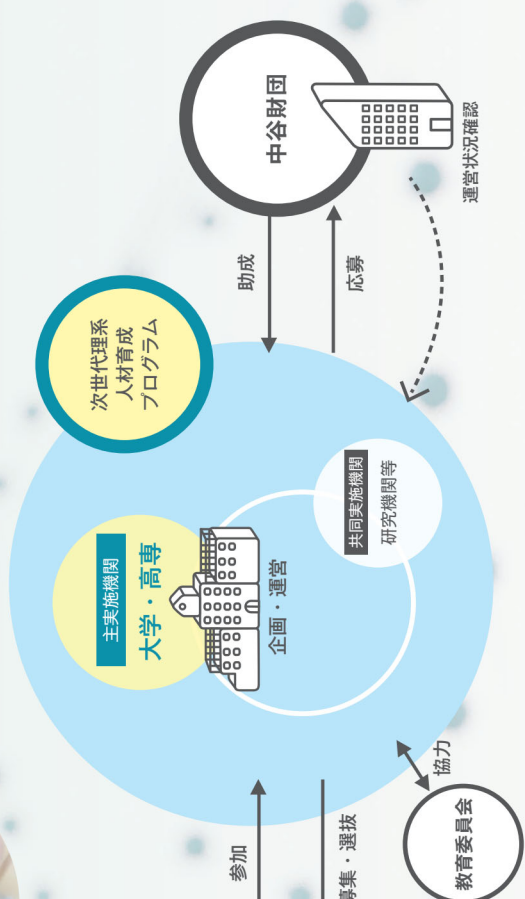 次世代理系
人材育成
プログラム
主実施機関
大学・高専
企画・運営
共同実施機関
研究機関等
助成
応募
中谷財団
運営状況確認
参加
募集・選抜
協力
教育委員会